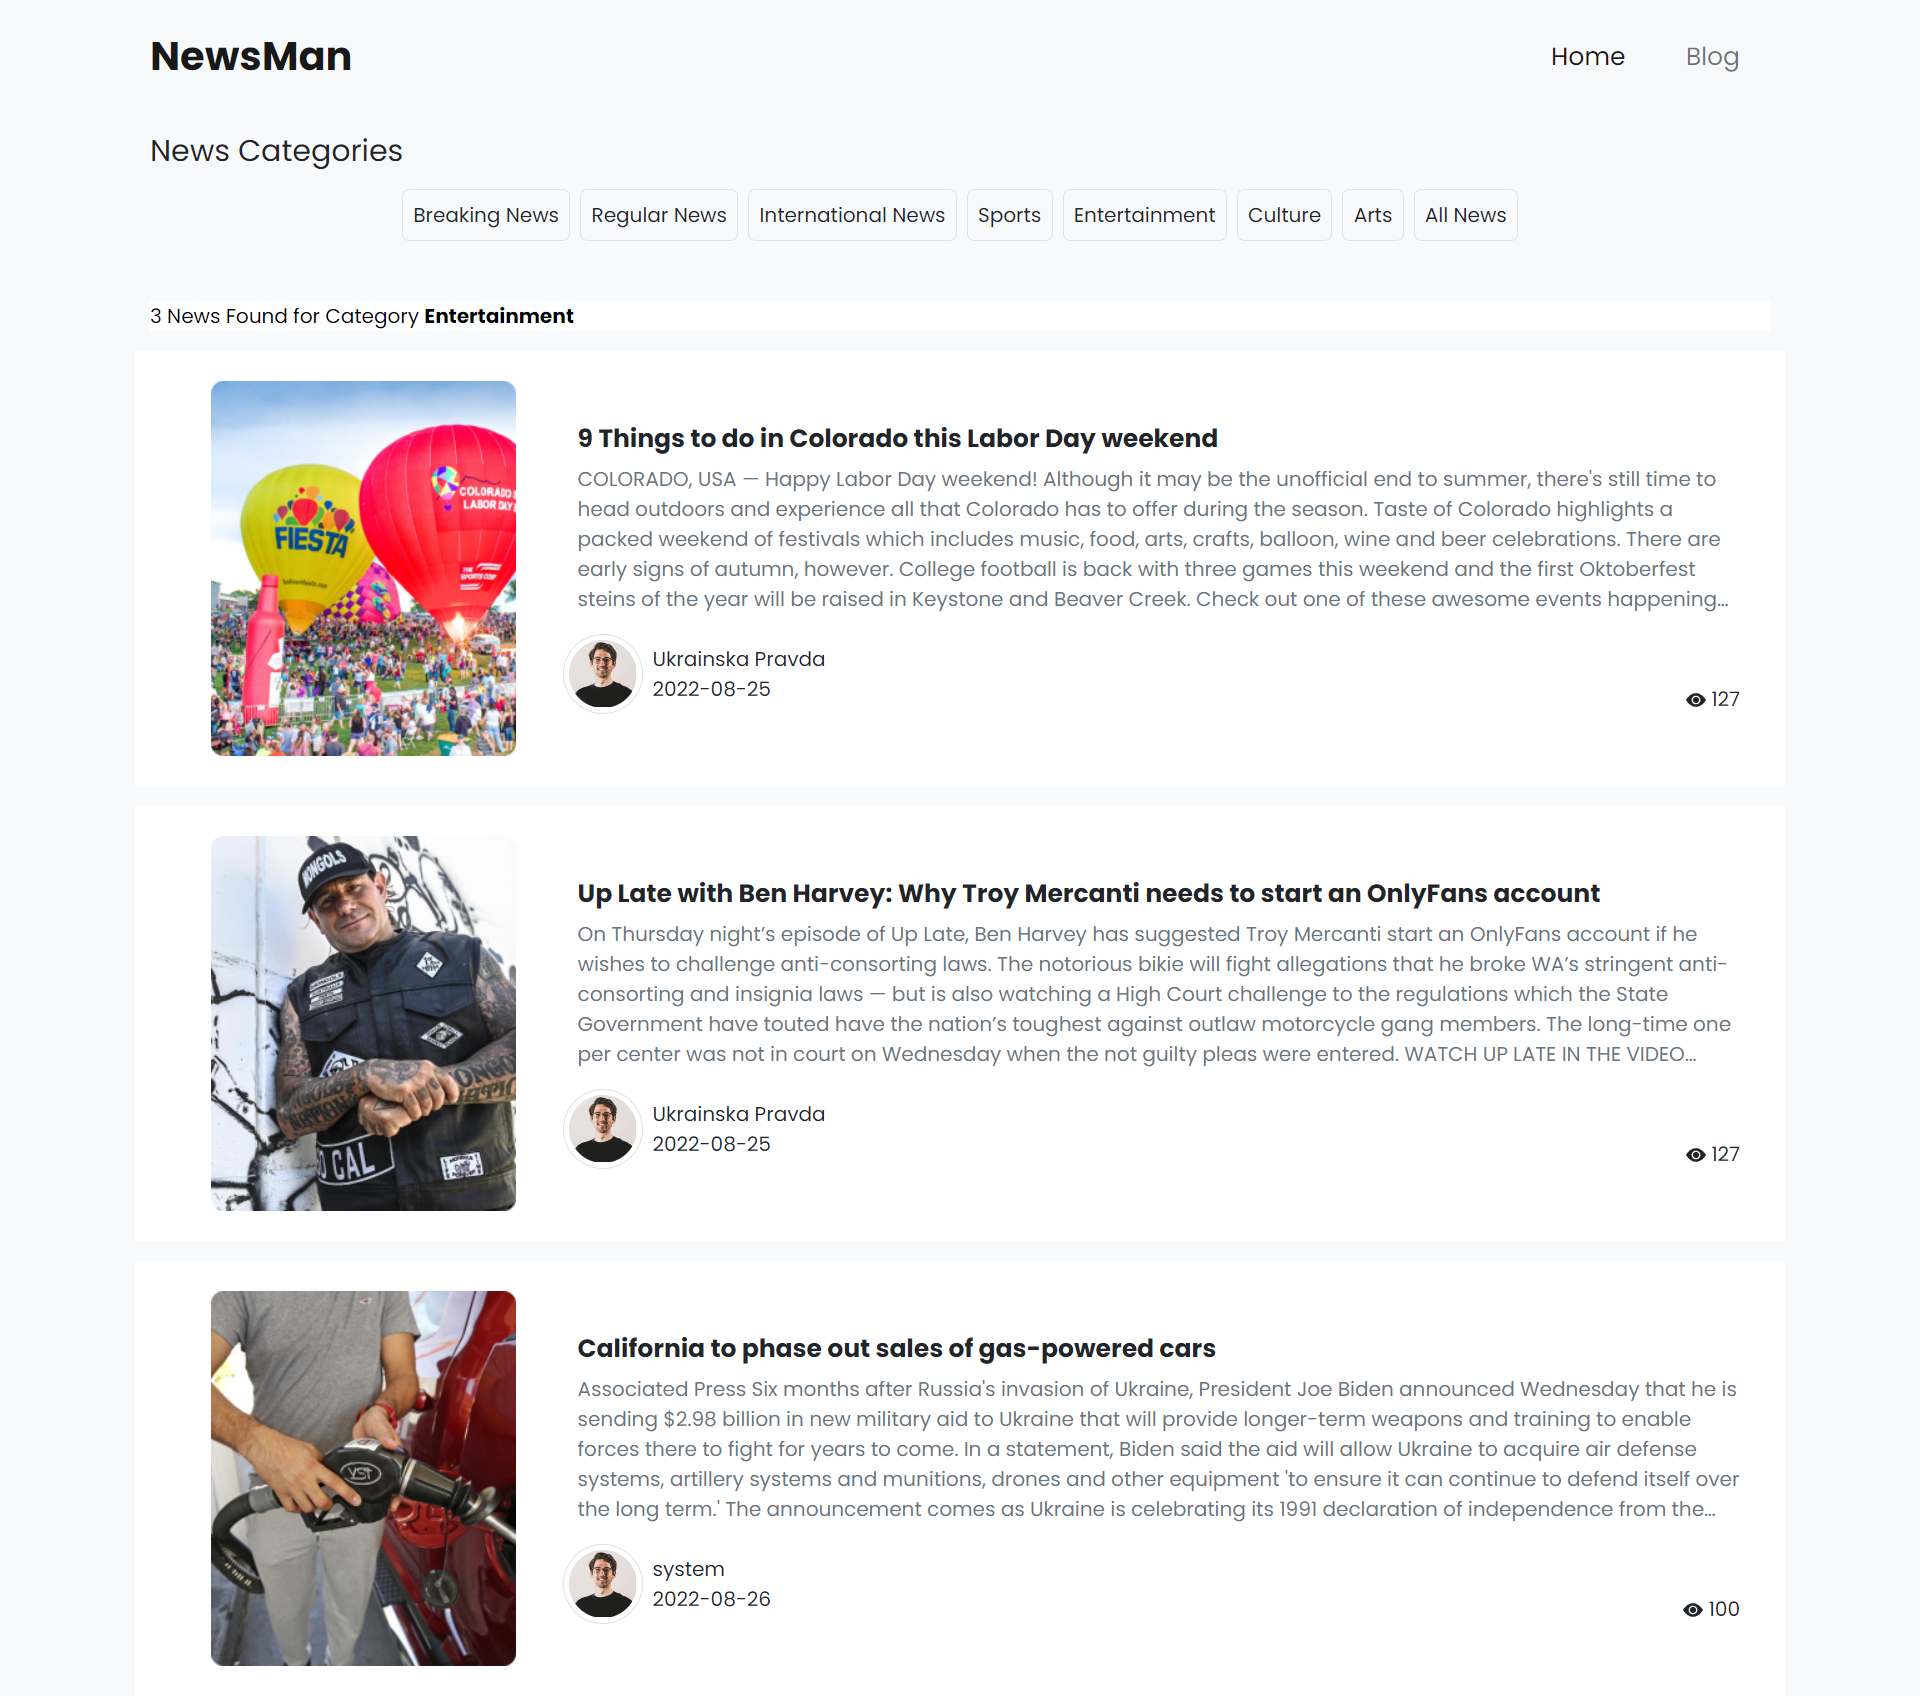 NewsMan
Home
Blog
News Categories
Breaking News
Regular News
International News
Sports
Entertainment
Culture
Arts
All News
3 News Found for Category Entertainment
FIESTA
COLORADO
LABOR DAY
THE
SPORTS CORP
9 Things to do in Colorado this Labor Day weekend
COLORADO, USA — Happy Labor Day weekend! Although it may be the unofficial end to summer, there's still time to
head outdoors and experience all that Colorado has to offer during the season. Taste of Colorado highlights a
packed weekend of festivals which includes music, food, arts, crafts, balloon, wine and beer celebrations. There are
early signs of autumn, however. College football is back with three games this weekend and the first Oktoberfest
steins of the year will be raised in Keystone and Beaver Creek. Check out one of these awesome events happening...
Ukrainska Pravda
2022-08-25
127
MONGOLS
SO CAL
Up Late with Ben Harvey: Why Troy Mercanti needs to start an OnlyFans account
On Thursday night’s episode of Up Late, Ben Harvey has suggested Troy Mercanti start an OnlyFans account if he
wishes to challenge anti-consorting laws. The notorious bikie will fight allegations that he broke WA’s stringent anti-
consorting and insignia laws — but is also watching a High Court challenge to the regulations which the State
Government have touted have the nation’s toughest against outlaw motorcycle gang members. The long-time one
per center was not in court on Wednesday when the not guilty pleas were entered. WATCH UP LATE IN THE VIDEO...
Ukrainska Pravda
2022-08-25
127
VST
California to phase out sales of gas-powered cars
Associated Press Six months after Russia's invasion of Ukraine, President Joe Biden announced Wednesday that he is
sending $2.98 billion in new military aid to Ukraine that will provide longer-term weapons and training to enable
forces there to fight for years to come. In a statement, Biden said the aid will allow Ukraine to acquire air defense
systems, artillery systems and munitions, drones and other equipment 'to ensure it can continue to defend itself over
the long term.' The announcement comes as Ukraine is celebrating its 1991 declaration of independence from the...
system
2022-08-26
100